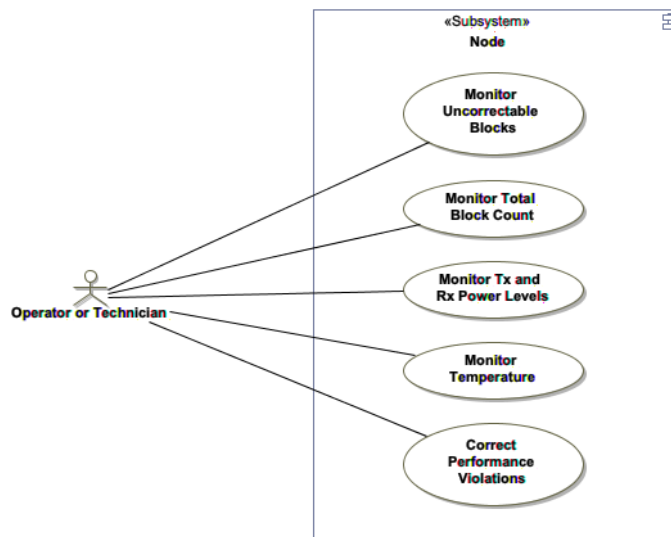 «Subsystem»
Node
Monitor
Uncorrectable
Blocks
Monitor Total
Block Count
Monitor Tx and
Rx Power Levels
Operator or Technician
Monitor
Temperature
Correct
Performance
Violations